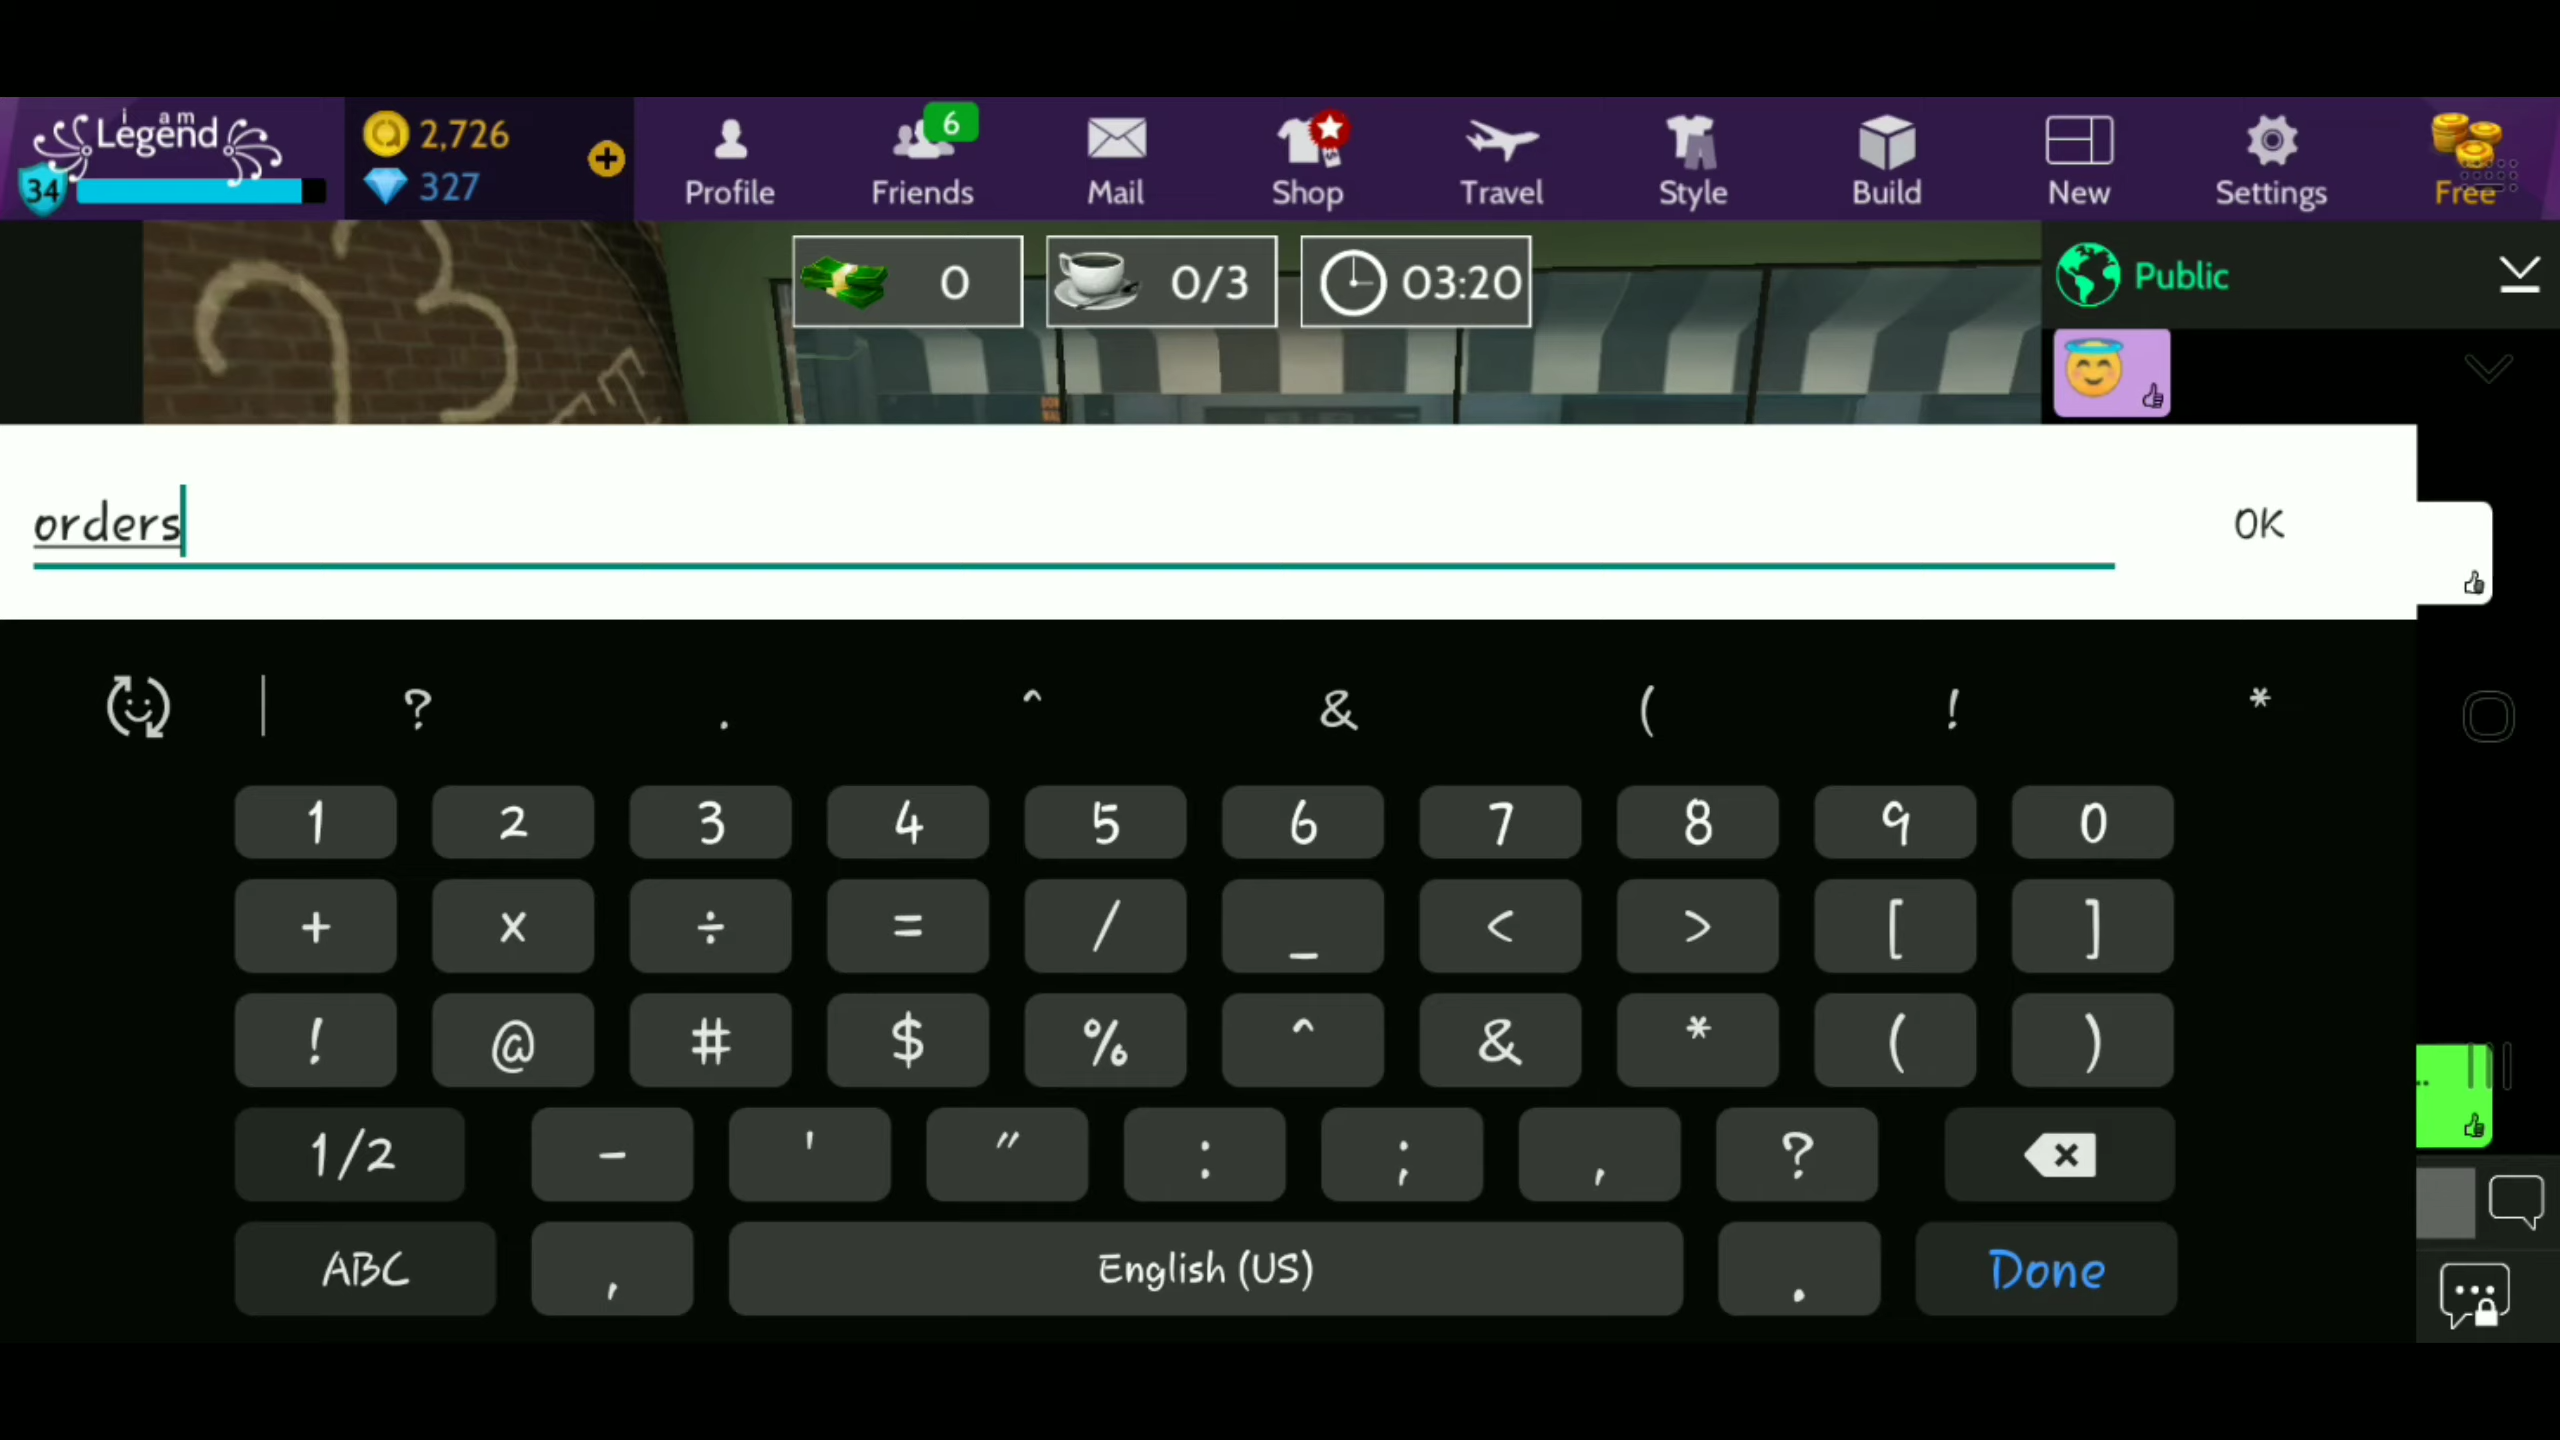 i am
Legend
34
2,726
327
Profile
6
Friends
Mail
Shop
Travel
Style
Build
New
Settings
Free
0
0/3
03:20
Public
orders
OK
? . ^ & ( ! *
1 2 3 4 5 6 7 8 9 0
+ × ÷ = / _ < > [ ]
! @ # $ % ^ & * ( )
1/2 - ' " : ; , ?
ABC , English (US) . Done